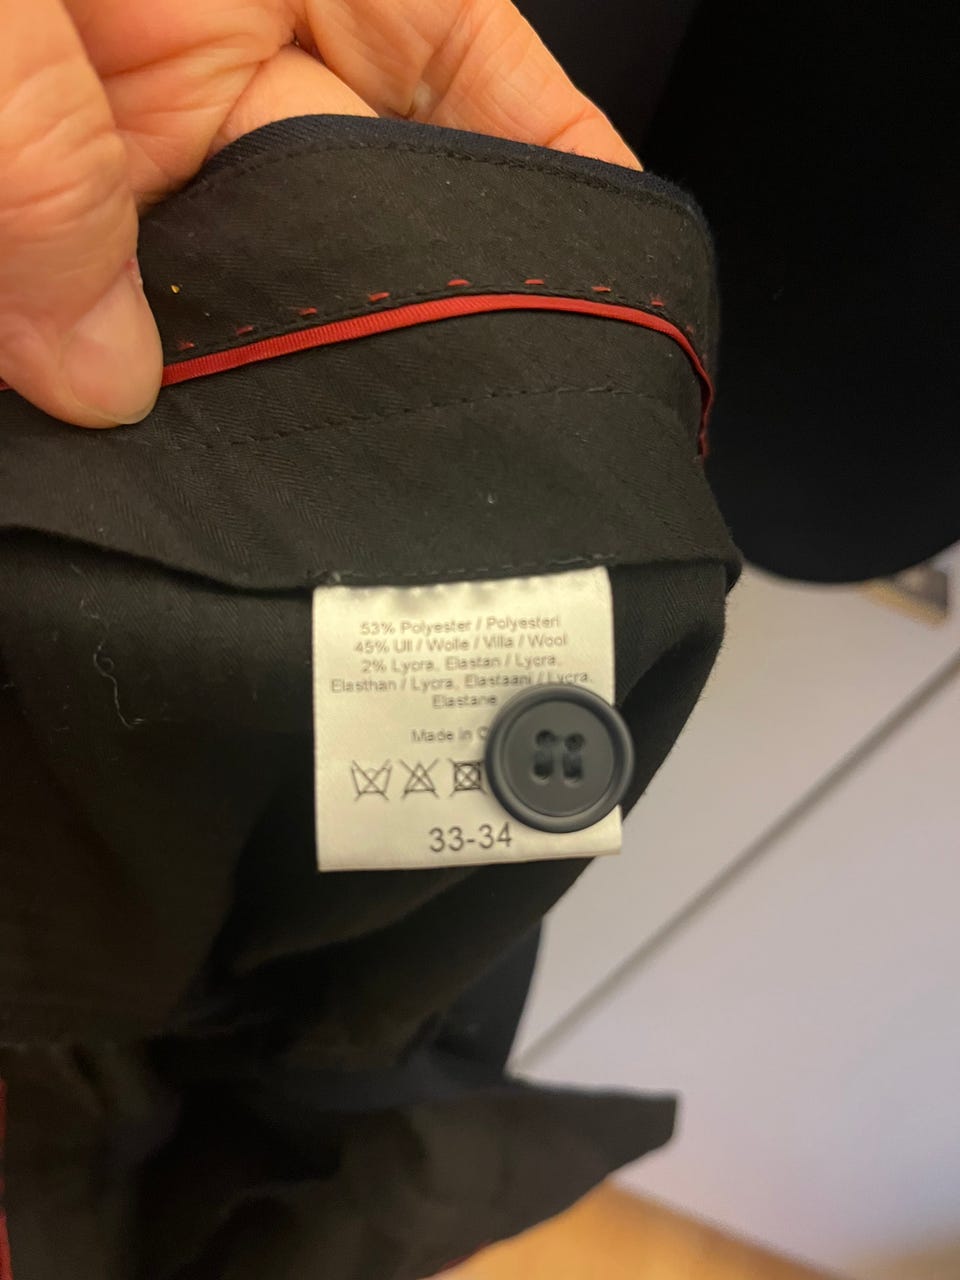 53% Polyester / Polyesteri
45% Ull / Wolle / Villa / Wool
2% Lycra, Elastan / Lycra,
Elasthan / Lycra, Elastaani / Lycra,
Elastane
Made in
33-34